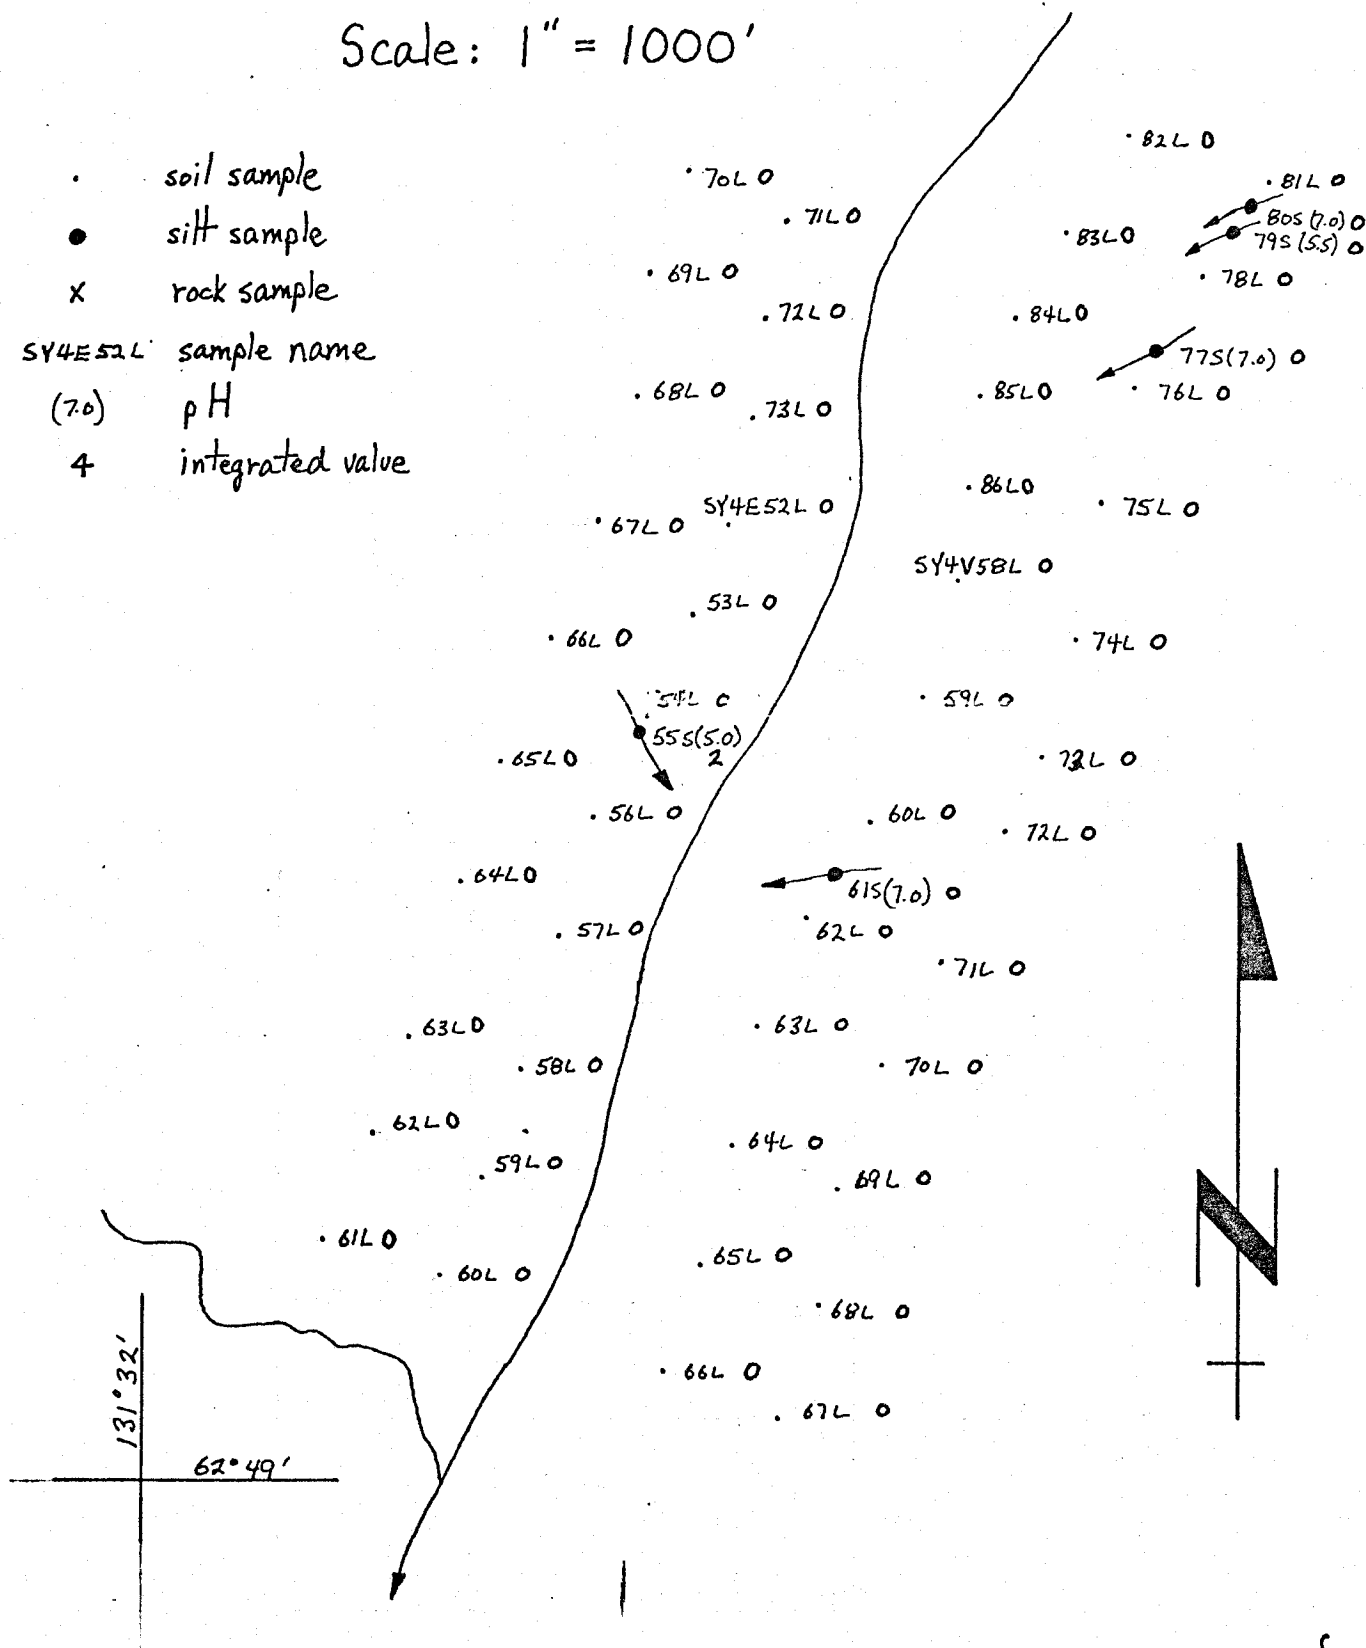 Scale: 1" = 1000'
. soil sample
● silt sample
x rock sample
SY4E52L sample name
(7.0) pH
4 integrated value
82L 0
70L 0
81L 0
71L 0
80S (7.0) 0
83L 0
79S (5.5) 0
69L 0
78L 0
72L 0
84L 0
77S (7.0) 0
68L 0
85L 0
76L 0
73L 0
86L 0
SY4E52L 0
75L 0
67L 0
SY4V58L 0
53L 0
66L 0
74L 0
54L 0
59L 0
55S (5.0)
2
65L 0
73L 0
56L 0
60L 0
72L 0
64L 0
61S (7.0) 0
57L 0
62L 0
71L 0
63L 0
63L 0
58L 0
70L 0
62L 0
64L 0
59L 0
69L 0
61L 0
65L 0
60L 0
68L 0
66L 0
67L 0
131°32'
62°49'
N